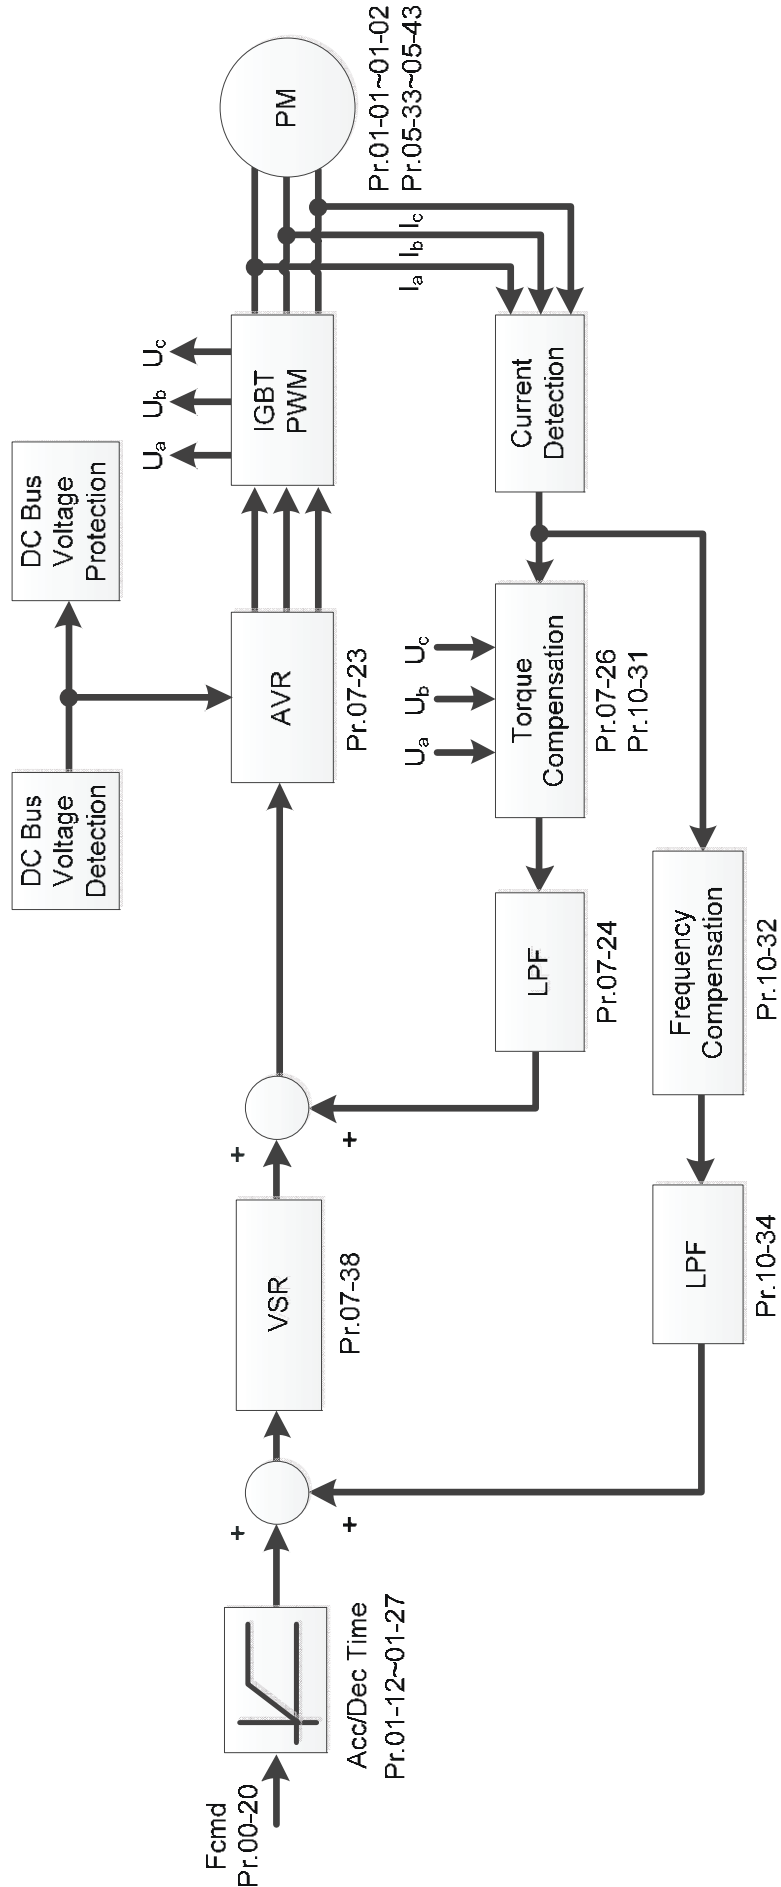 DC Bus
Voltage
Detection
DC Bus
Voltage
Protection
Fcmd
Pr.00-20
Acc/Dec Time
Pr.01-12~01-27
+
+
VSR
Pr.07-38
+
+
AVR
Pr.07-23
Ua
Ub
Uc
IGBT
PWM
PM
Pr.01-01~01-02
Pr.05-33~05-43
Ia
Ib
Ic
Current
Detection
Ua
Ub
Uc
Torque
Compensation
Pr.07-26
Pr.10-31
LPF
Pr.07-24
Frequency
Compensation
Pr.10-32
LPF
Pr.10-34